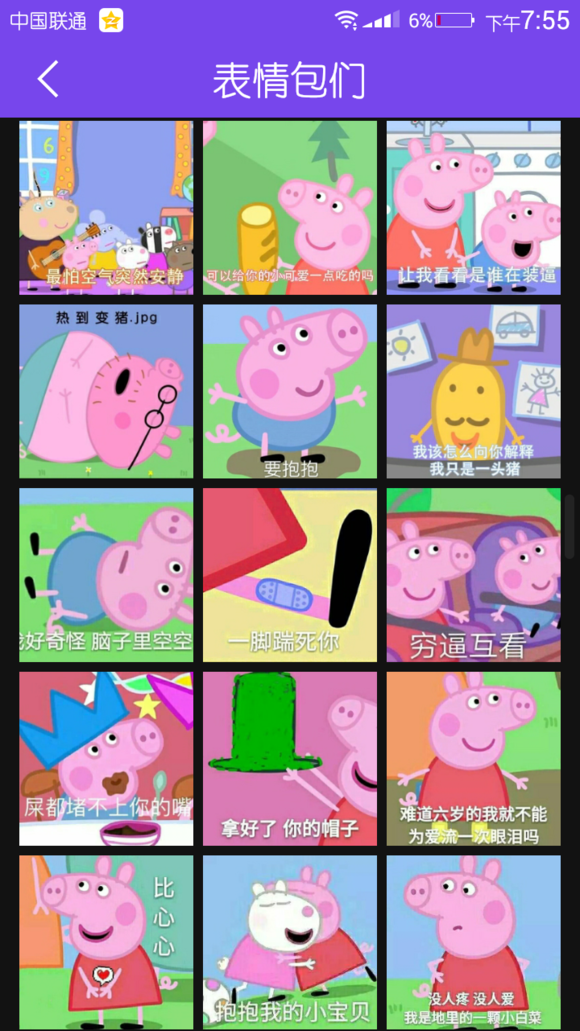 中国联通
6%
下午7:55
表情包们
6
9
最怕空气突然安静
可以给你的小可爱一点吃的吗
让我看看是谁在装逼
热到变猪.jpg
要抱抱
我该怎么向你解释
我只是一头猪
好奇怪 脑子里空空
一脚踹死你
穷逼互看
屎都堵不上你的嘴
拿好了 你的帽子
难道六岁的我就不能
为爱流一次眼泪吗
比
心
心
抱抱我的小宝贝
没人疼 没人爱
我是地里的一颗小白菜